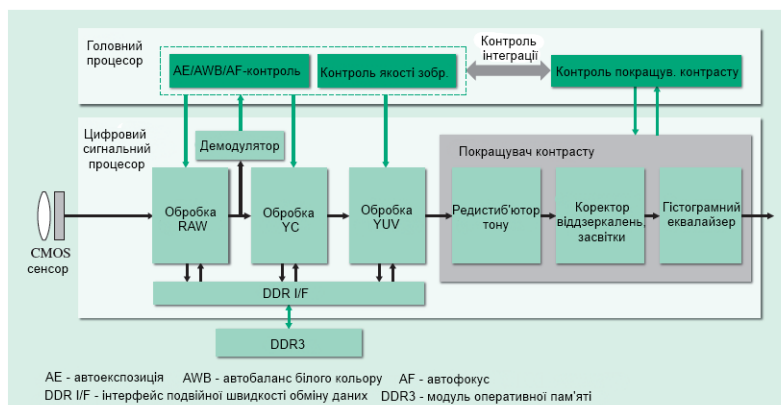 Головний
процесор
AE/AWB/AF-контроль
Контроль якості зобр.
Контроль
інтеграції
Контроль покращув. контрасту
Цифровий
сигнальний
процесор
Демодулятор
Покращувач контрасту
Обробка
RAW
Обробка
YC
Обробка
YUV
Редистиб'ютор
тону
Коректор
віддзеркалень,
засвітки
Гістограмний
еквалайзер
CMOS
сенсор
DDR I/F
DDR3
AE - автоекспозиція AWB - автобаланс білого кольору AF - автофокус
DDR I/F - інтерфейс подвійної швидкості обміну даних DDR3 - модуль оперативної пам'яті